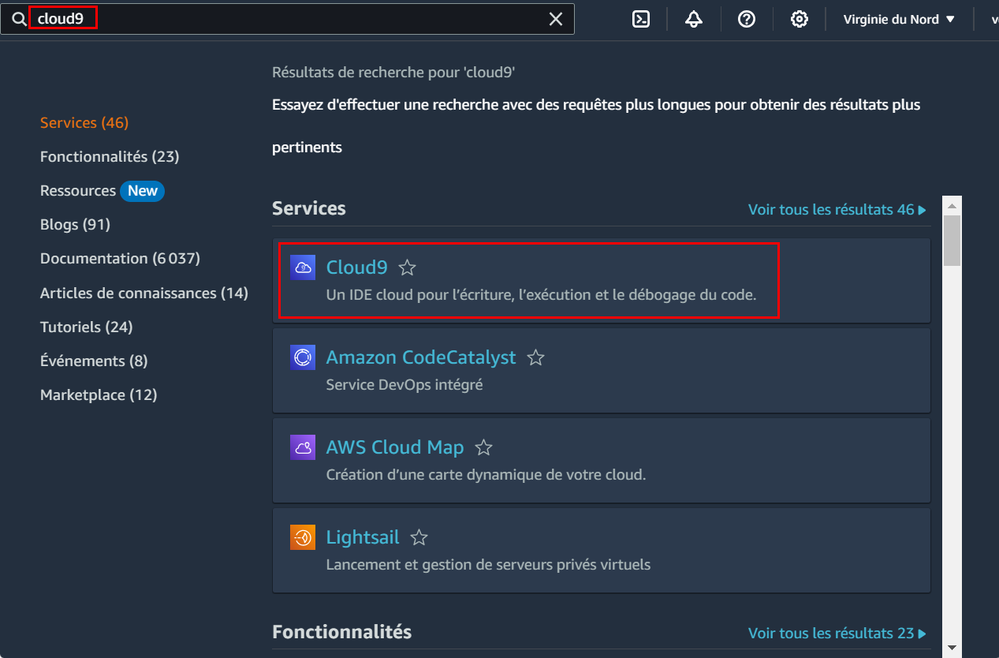 cloud9
Virginie du Nord ▼
Résultats de recherche pour 'cloud9'
Essayez d'effectuer une recherche avec des requêtes plus longues pour obtenir des résultats plus
pertinents
Services (46)
Fonctionnalités (23)
Ressources New
Blogs (91)
Documentation (6 037)
Articles de connaissances (14)
Tutoriels (24)
Événements (8)
Marketplace (12)
Services
Voir tous les résultats 46 ▶
Cloud9
Un IDE cloud pour l’écriture, l’exécution et le débogage du code.
Amazon CodeCatalyst
Service DevOps intégré
AWS Cloud Map
Création d’une carte dynamique de votre cloud.
Lightsail
Lancement et gestion de serveurs privés virtuels
Fonctionnalités
Voir tous les résultats 23 ▶